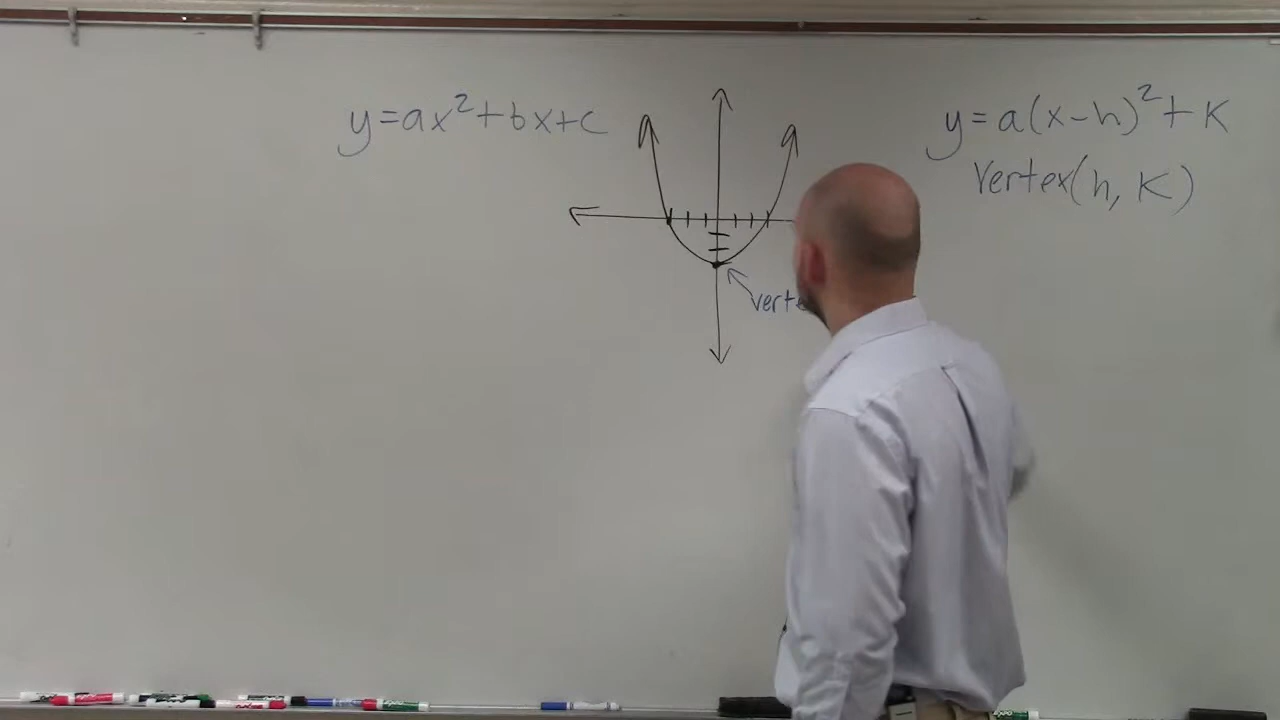 y=ax²+bx+c
y=a(x-h)²+K
Vertex(h, K)